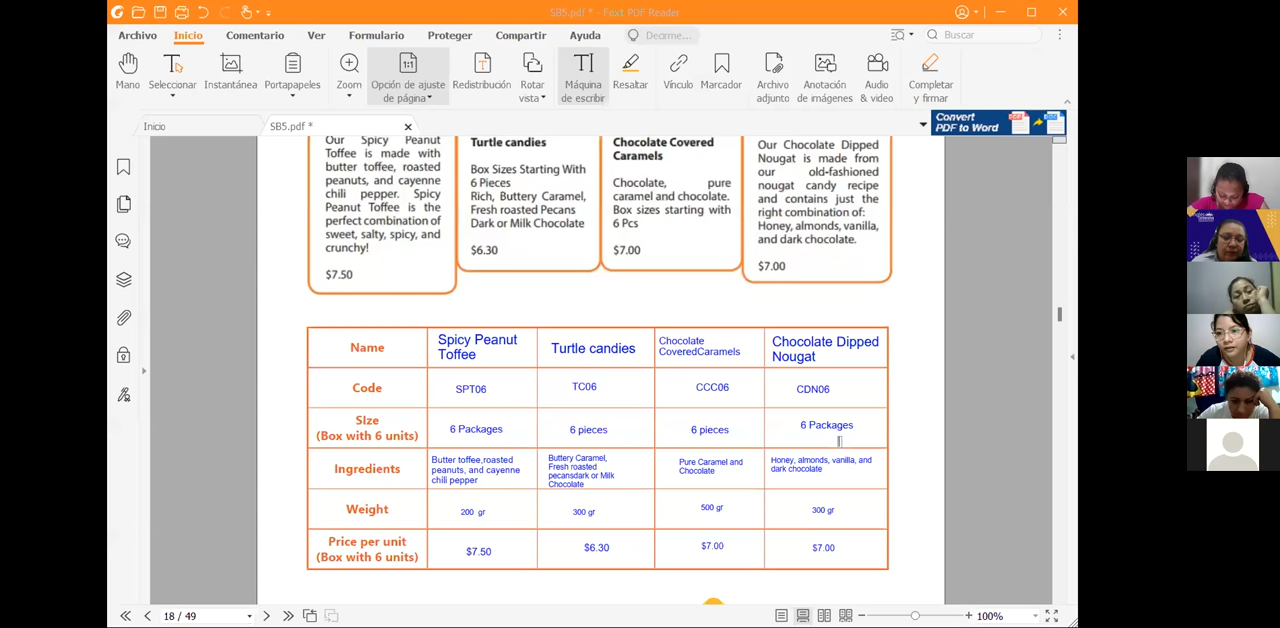 SB5.pdf * - Foxit PDF Reader
Archivo Inicio Comentario Ver Formulario Proteger Compartir Ayuda Decirme... Buscar
Mano Seleccionar Instantánea Portapapeles Zoom Opción de ajuste de página Redistribución Rotar vista Máquina de escribir Resaltar Vínculo Marcador Archivo adjunto Anotación de imágenes Audio & video Completar y firmar
Inicio SB5.pdf *
Convert
PDF to Word
Our Spicy Peanut
Toffee is made with
butter toffee, roasted
peanuts, and cayenne
chili pepper. Spicy
Peanut Toffee is the
perfect combination of
sweet, salty, spicy, and
crunchy!
$7.50
Turtle candies
Box Sizes Starting With
6 Pieces
Rich, Buttery Caramel,
Fresh roasted Pecans
Dark or Milk Chocolate
$6.30
Chocolate Covered
Caramels
Chocolate, pure
caramel and chocolate.
Box sizes starting with
6 Pcs
$7.00
Our Chocolate Dipped
Nougat is made from
our old-fashioned
nougat candy recipe
and contains just the
right combination of:
Honey, almonds, vanilla,
and dark chocolate.
$7.00
Name
Spicy Peanut
Toffee
Turtle candies
Chocolate
CoveredCaramels
Chocolate Dipped
Nougat
Code SPT06 TC06 CCC06 CDN06
SIze
(Box with 6 units)
6 Packages 6 pieces 6 pieces 6 Packages
Ingredients
Butter toffee,roasted
peanuts, and cayenne
chili pepper
Buttery Caramel,
Fresh roasted
pecansdark or Milk
Chocolate
Pure Caramel and
Chocolate
Honey, almonds, vanilla, and
dark chocolate
Weight 200 gr 300 gr 500 gr 300 gr
Price per unit
(Box with 6 units)
$7.50 $6.30 $7.00 $7.00
18 / 49 100%